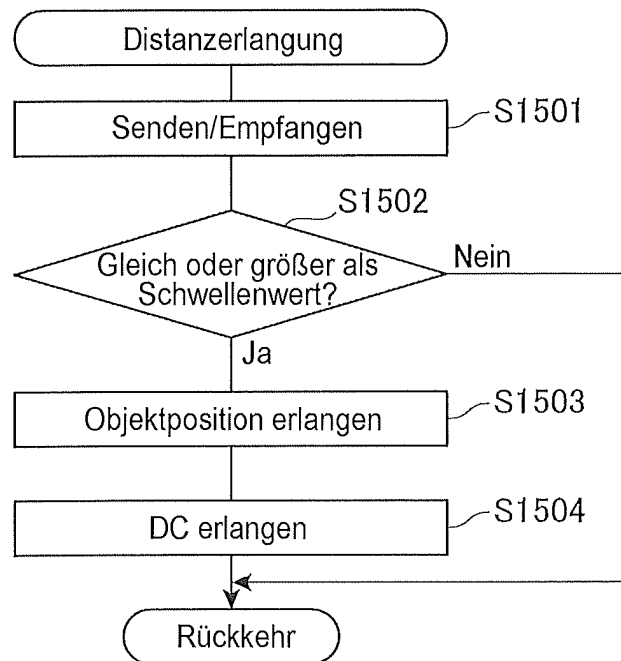 Distanzerlangung
Senden/Empfangen
S1501
S1502
Gleich oder größer als
Schwellenwert?
Nein
Ja
Objektposition erlangen
S1503
DC erlangen
S1504
Rückkehr